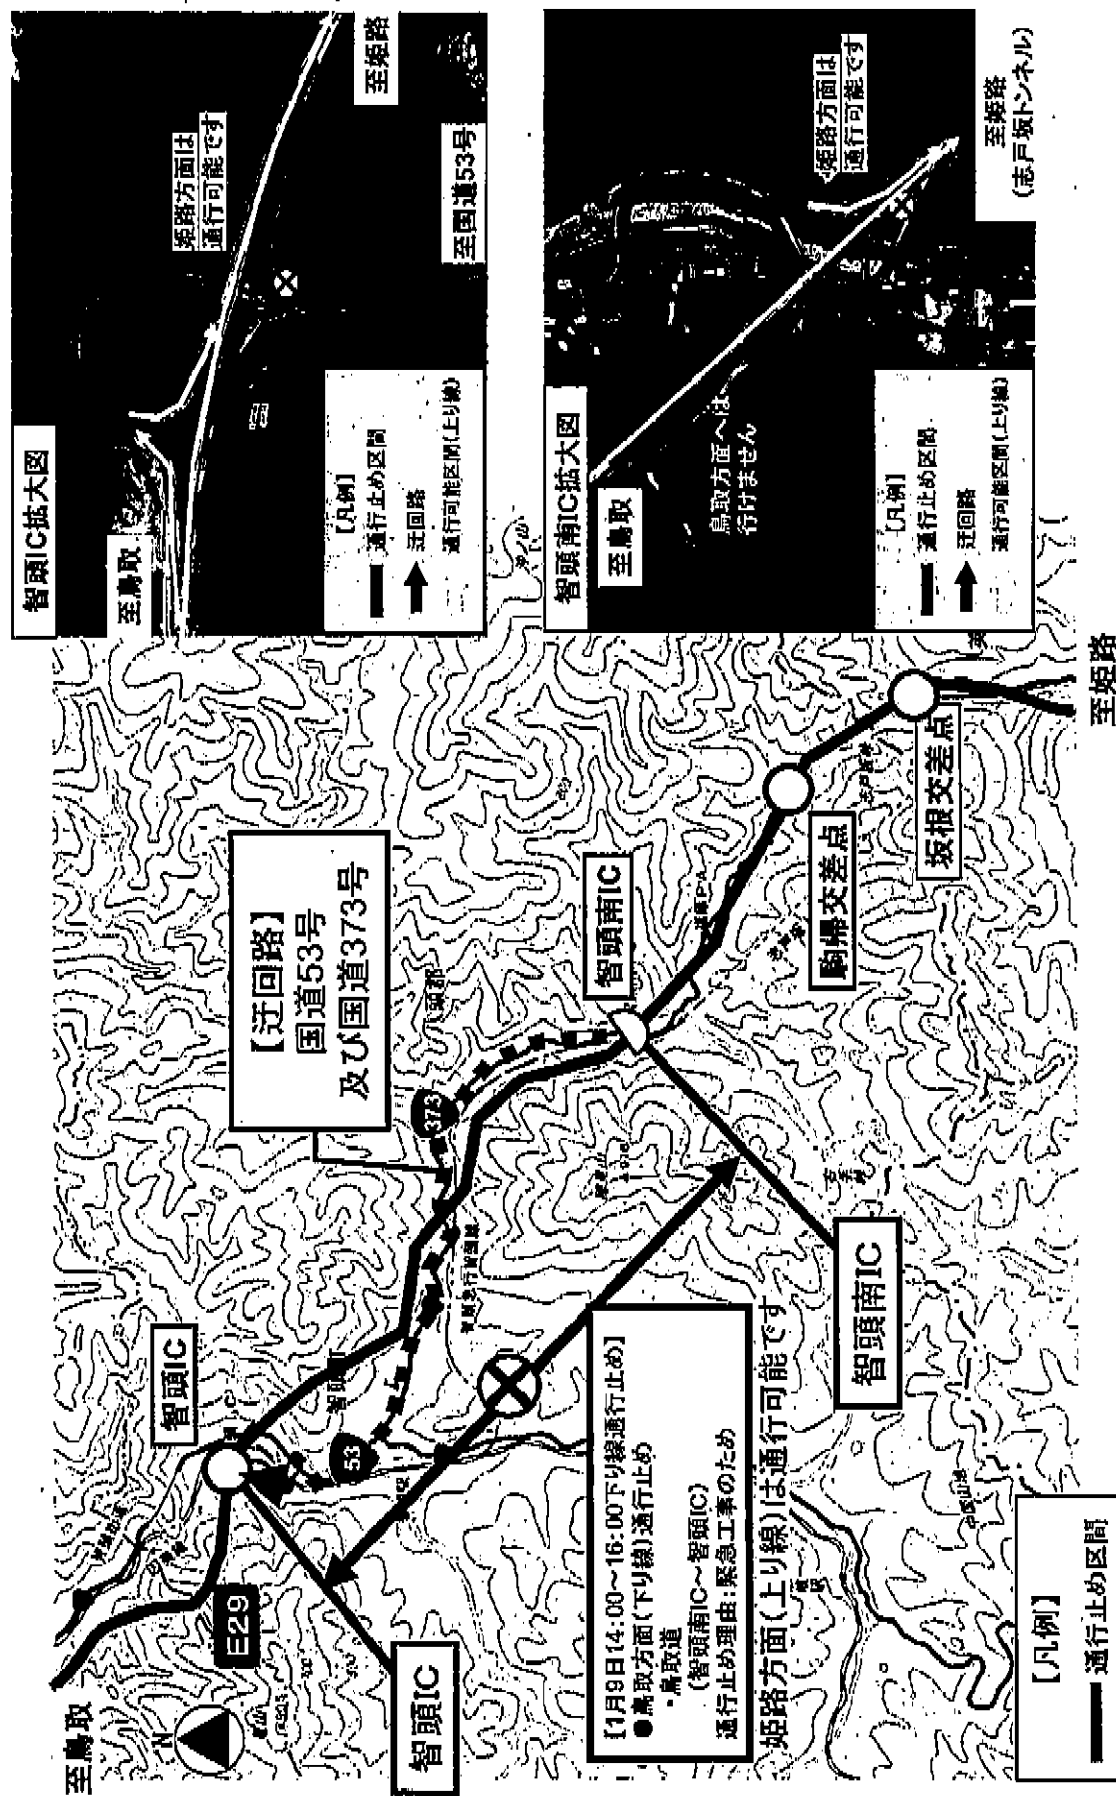 至鳥取
N
E29
智頭IC
智頭IC
53
373
【迂回路】
国道53号
及び国道373号
智頭急行智頭線
智頭南IC
智頭南IC
駒帰交差点
坂根交差点
至姫路
【1月9日14:00～16:00下り線通行止め】
●鳥取方面(下り線)通行止め
・鳥取道
(智頭南IC～智頭IC)
通行止め理由:緊急工事のため
姫路方面(上り線)は通行可能です
【凡例】
通行止め区間
智頭IC拡大図
至鳥取
姫路方面は
通行可能です
至姫路
至国道53号
【凡例】
通行止め区間
迂回路
通行可能区間(上り線)
智頭南IC拡大図
至鳥取
鳥取方面へは
行けません
姫路方面は
通行可能です
至姫路
(志戸坂トンネル)
【凡例】
通行止め区間
迂回路
通行可能区間(上り線)